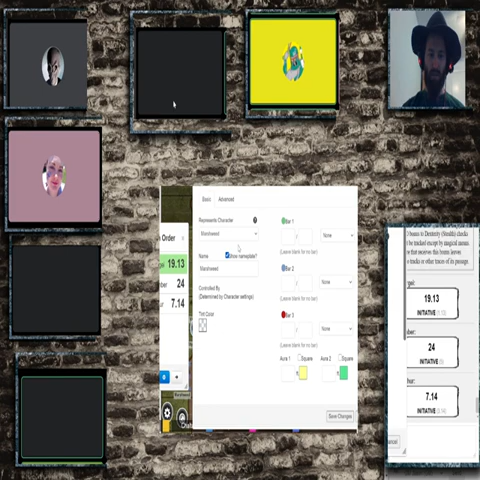 Basic Advanced
Represents Character
Marshweed
Name Show nameplate?
Marshweed
Controlled By
(Determined by Character settings)
Tint Color
Bar 1
/ None
(Leave blank for no bar)
Bar 2
/ None
(Leave blank for no bar)
Bar 3
/ None
(Leave blank for no bar)
Aura 1 Square Aura 2 Square
ft. ft.
Save Changes
Order
19.13
24
7.14
to Dexterity (Stealth) checks
be tracked except by magical means.
that receives this bonus leaves
tracks or other traces of its passage.
19.13
INITIATIVE
24
INITIATIVE
7.14
INITIATIVE